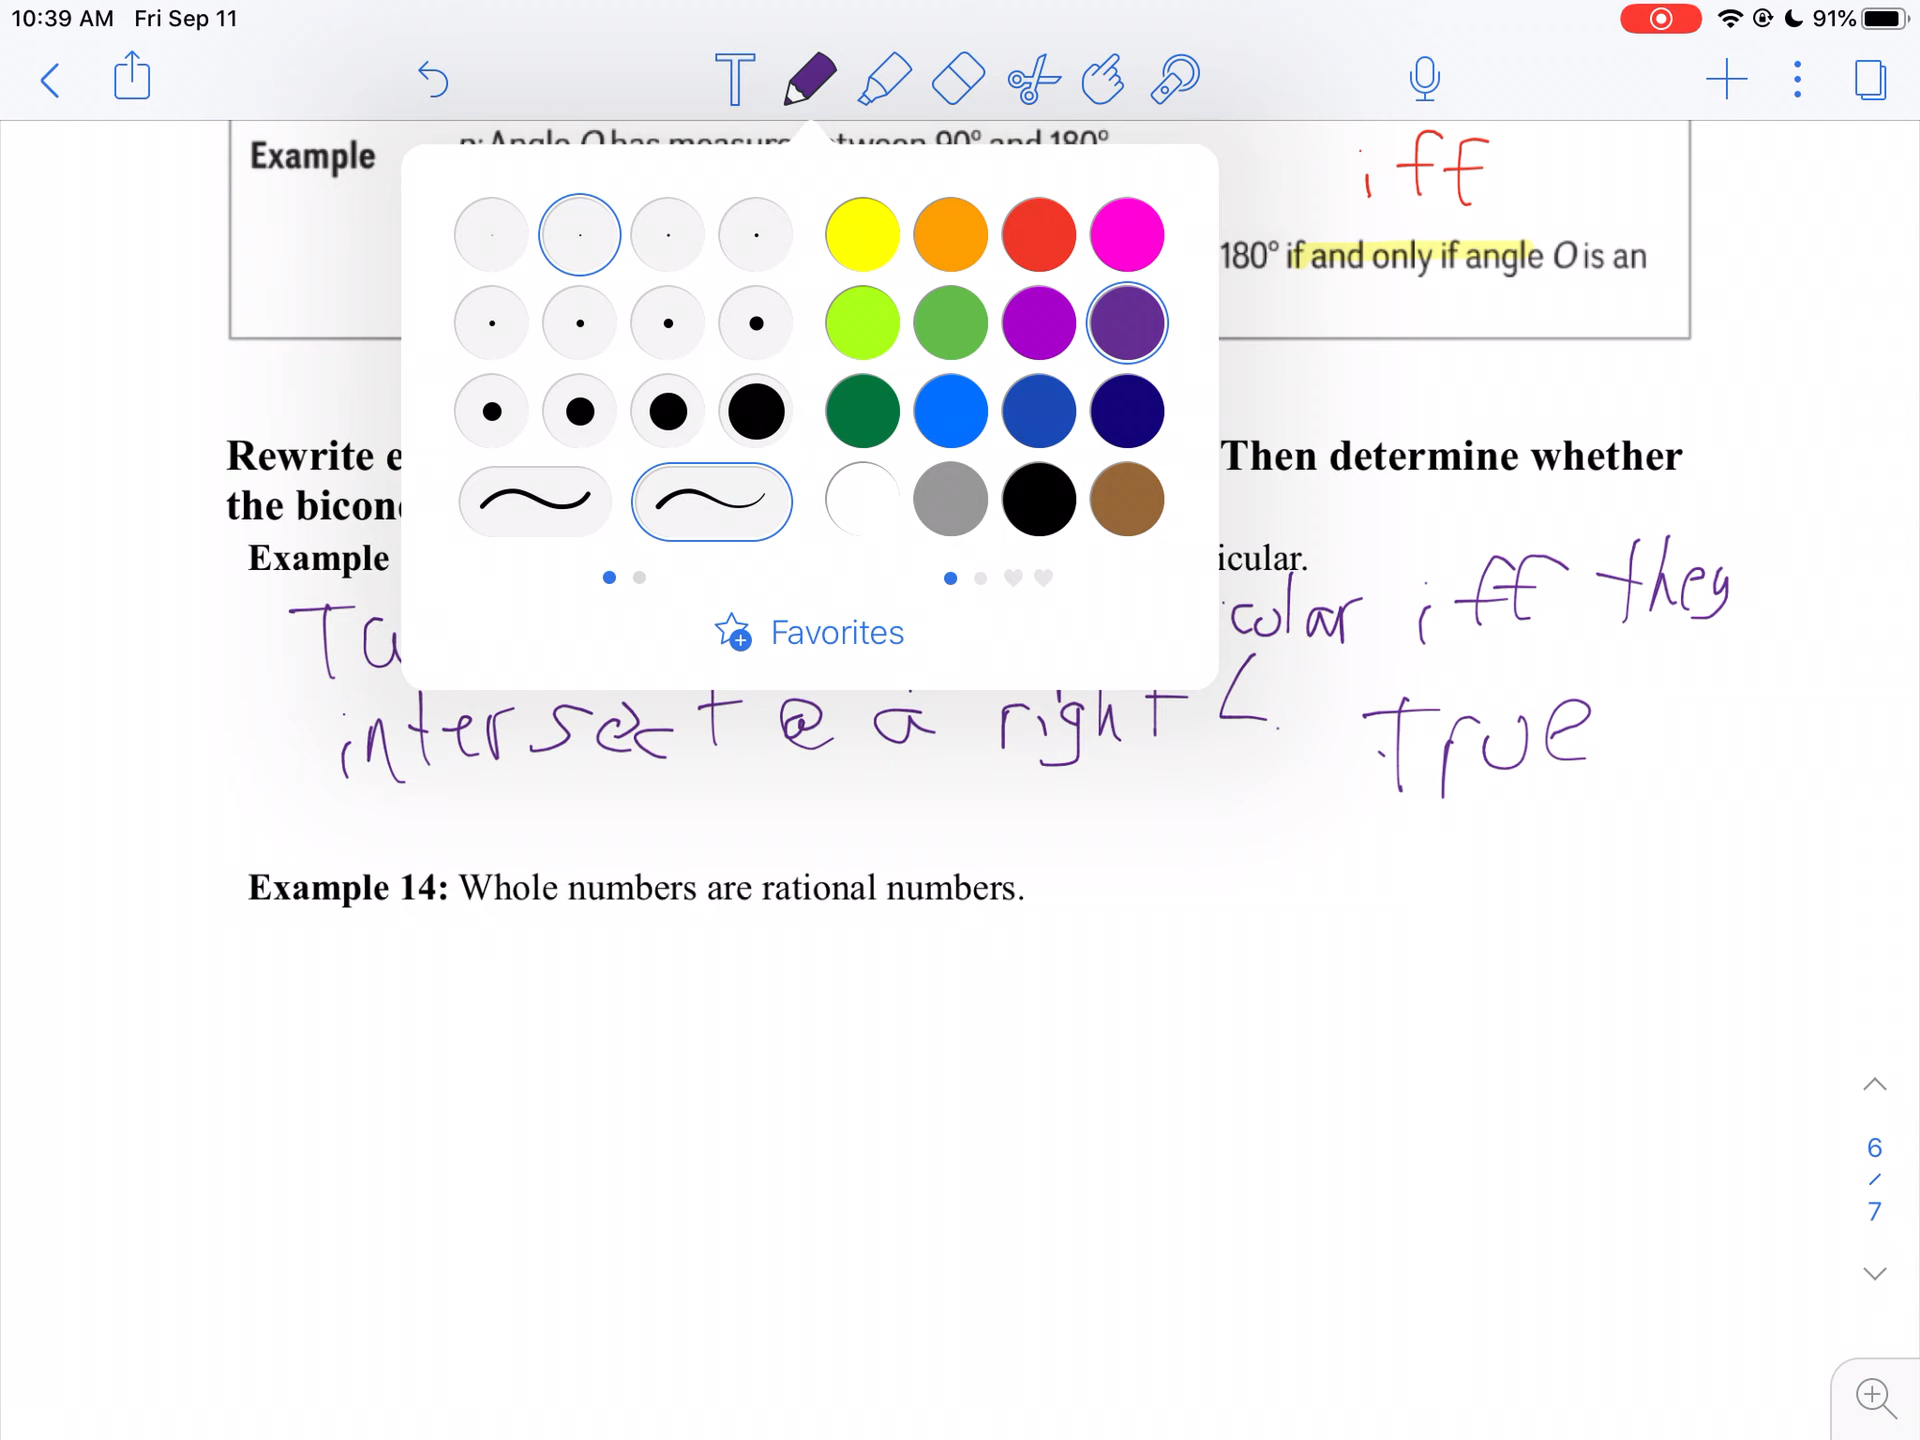 10:39 AM Fri Sep 11
91%
Example
p: Angle O has measure
tween 90° and 180°
iff
180° if and only if angle O is an
Rewrite e
Then determine whether
the bicon
Example
icular.
colar iff they
intersect @ a right <.
True
Favorites
Example 14: Whole numbers are rational numbers.
6
/
7